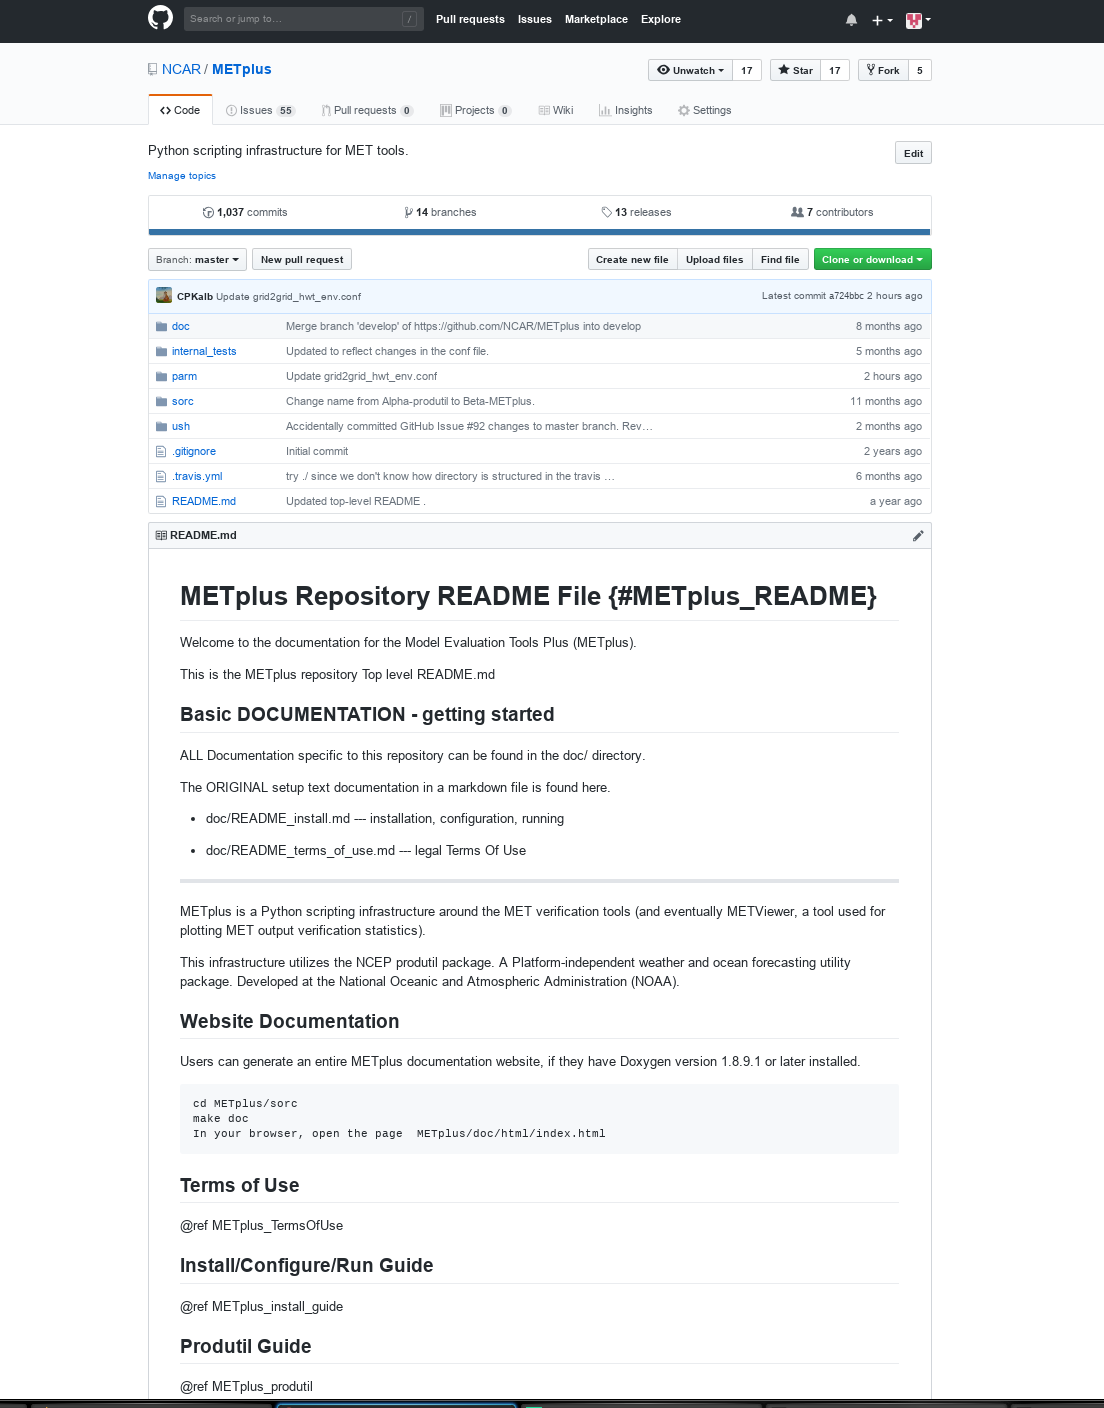 Search or jump to... /
Pull requests Issues Marketplace Explore
NCAR / METplus
Unwatch 17 Star 17 Fork 5
Code Issues 55 Pull requests 0 Projects 0 Wiki Insights Settings
Python scripting infrastructure for MET tools.
Edit
Manage topics
1,037 commits 14 branches 13 releases 7 contributors
Branch: master New pull request Create new file Upload files Find file Clone or download
CPKalb Update grid2grid_hwt_env.conf Latest commit a724bbc 2 hours ago
doc Merge branch 'develop' of https://github.com/NCAR/METplus into develop 8 months ago
internal_tests Updated to reflect changes in the conf file. 5 months ago
parm Update grid2grid_hwt_env.conf 2 hours ago
sorc Change name from Alpha-produtil to Beta-METplus. 11 months ago
ush Accidentally committed GitHub Issue #92 changes to master branch. Rev… 2 months ago
.gitignore Initial commit 2 years ago
.travis.yml try ./ since we don't know how directory is structured in the travis … 6 months ago
README.md Updated top-level README . a year ago
README.md
METplus Repository README File {#METplus_README}
Welcome to the documentation for the Model Evaluation Tools Plus (METplus).
This is the METplus repository Top level README.md
Basic DOCUMENTATION - getting started
ALL Documentation specific to this repository can be found in the doc/ directory.
The ORIGINAL setup text documentation in a markdown file is found here.
• doc/README_install.md --- installation, configuration, running
• doc/README_terms_of_use.md --- legal Terms Of Use
METplus is a Python scripting infrastructure around the MET verification tools (and eventually METViewer, a tool used for
plotting MET output verification statistics).
This infrastructure utilizes the NCEP produtil package. A Platform-independent weather and ocean forecasting utility
package. Developed at the National Oceanic and Atmospheric Administration (NOAA).
Website Documentation
Users can generate an entire METplus documentation website, if they have Doxygen version 1.8.9.1 or later installed.
cd METplus/sorc
make doc
In your browser, open the page  METplus/doc/html/index.html
Terms of Use
@ref METplus_TermsOfUse
Install/Configure/Run Guide
@ref METplus_install_guide
Produtil Guide
@ref METplus_produtil